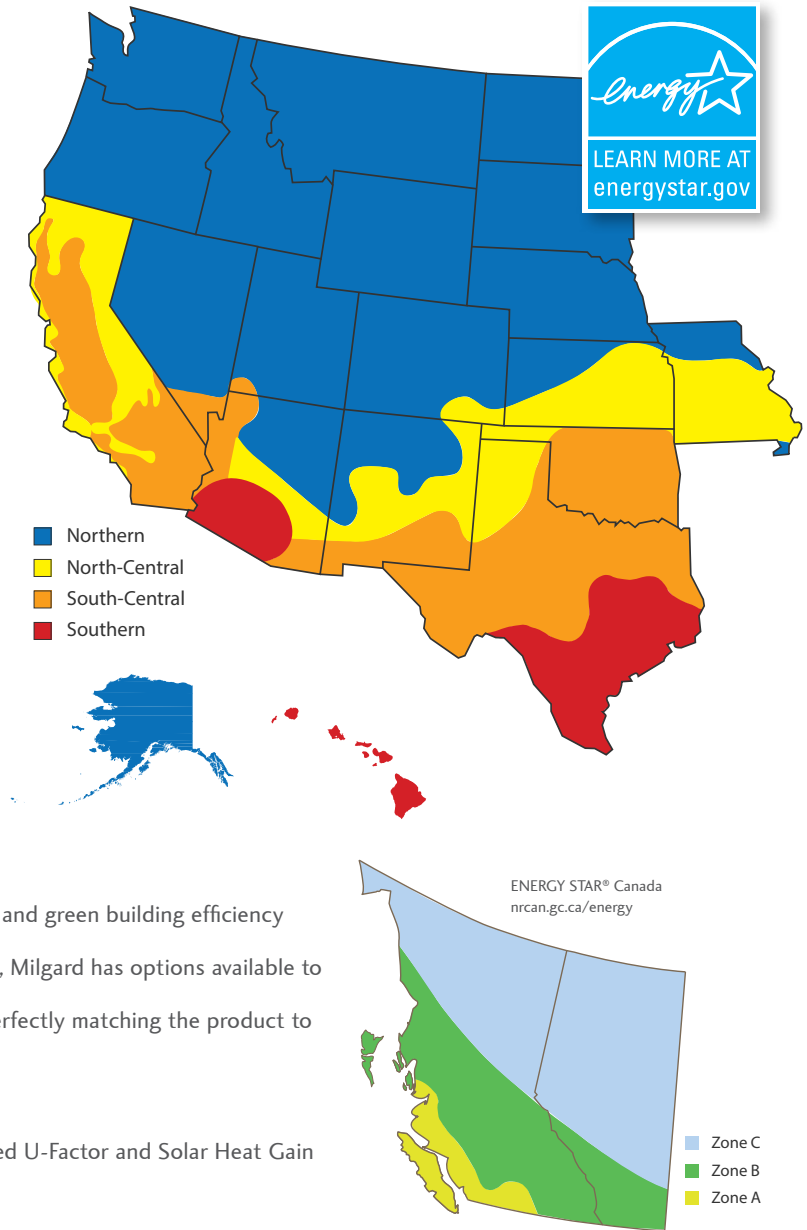 energy
LEARN MORE AT
energystar.gov
Northern
North-Central
South-Central
Southern
ENERGY STAR® Canada
nrcan.gc.ca/energy
and green building efficiency
, Milgard has options available to
erfectly matching the product to
ed U-Factor and Solar Heat Gain
Zone C
Zone B
Zone A